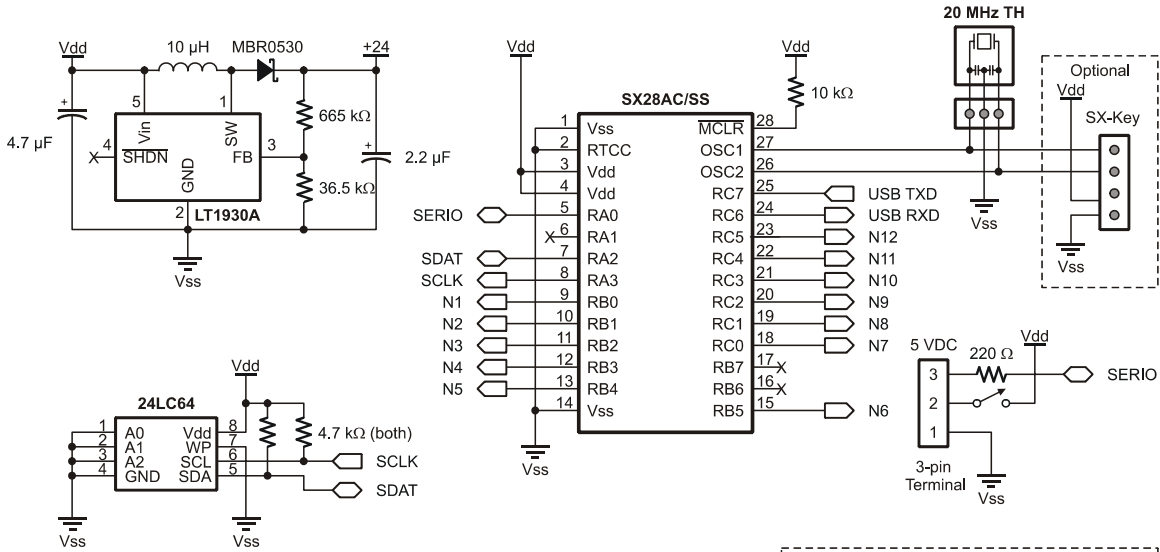 Vdd
10 µH
MBR0530
+24
4.7 µF
+
5
Vin
1
SW
4
X
SHDN
GND
FB
3
2
LT1930A
665 kΩ
36.5 kΩ
+
2.2 µF
Vss
Vdd
SX28AC/SS
Vdd
10 kΩ
1 Vss MCLR 28
2 RTCC OSC1 27
3 Vdd OSC2 26
4 Vdd RC7 25 USB TXD
SERIO 5 RA0 RC6 24 USB RXD
X 6 RA1 RC5 23 N12
SDAT 7 RA2 RC4 22 N11
SCLK 8 RA3 RC3 21 N10
N1 9 RB0 RC2 20 N9
N2 10 RB1 RC1 19 N8
N3 11 RB2 RC0 18 N7
N4 12 RB3 RB7 17 X
N5 13 RB4 RB6 16 X
14 Vss RB5 15 N6
Vss
20 MHz TH
Vss
Optional
Vdd
SX-Key
Vss
Vdd
24LC64
1 A0 Vdd 8
2 A1 WP 7
3 A2 SCL 6
4 GND SDA 5
4.7 kΩ (both)
SCLK
SDAT
Vss
Vss
5 VDC
220 Ω
Vdd
3
2
1
SERIO
3-pin
Terminal
Vss